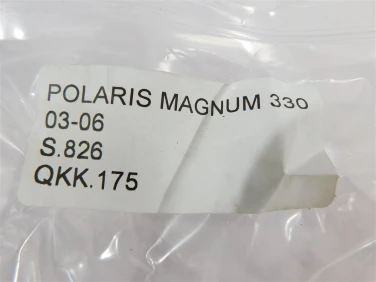 POLARIS MAGNUM 330
03-06
S.826
QKK.175